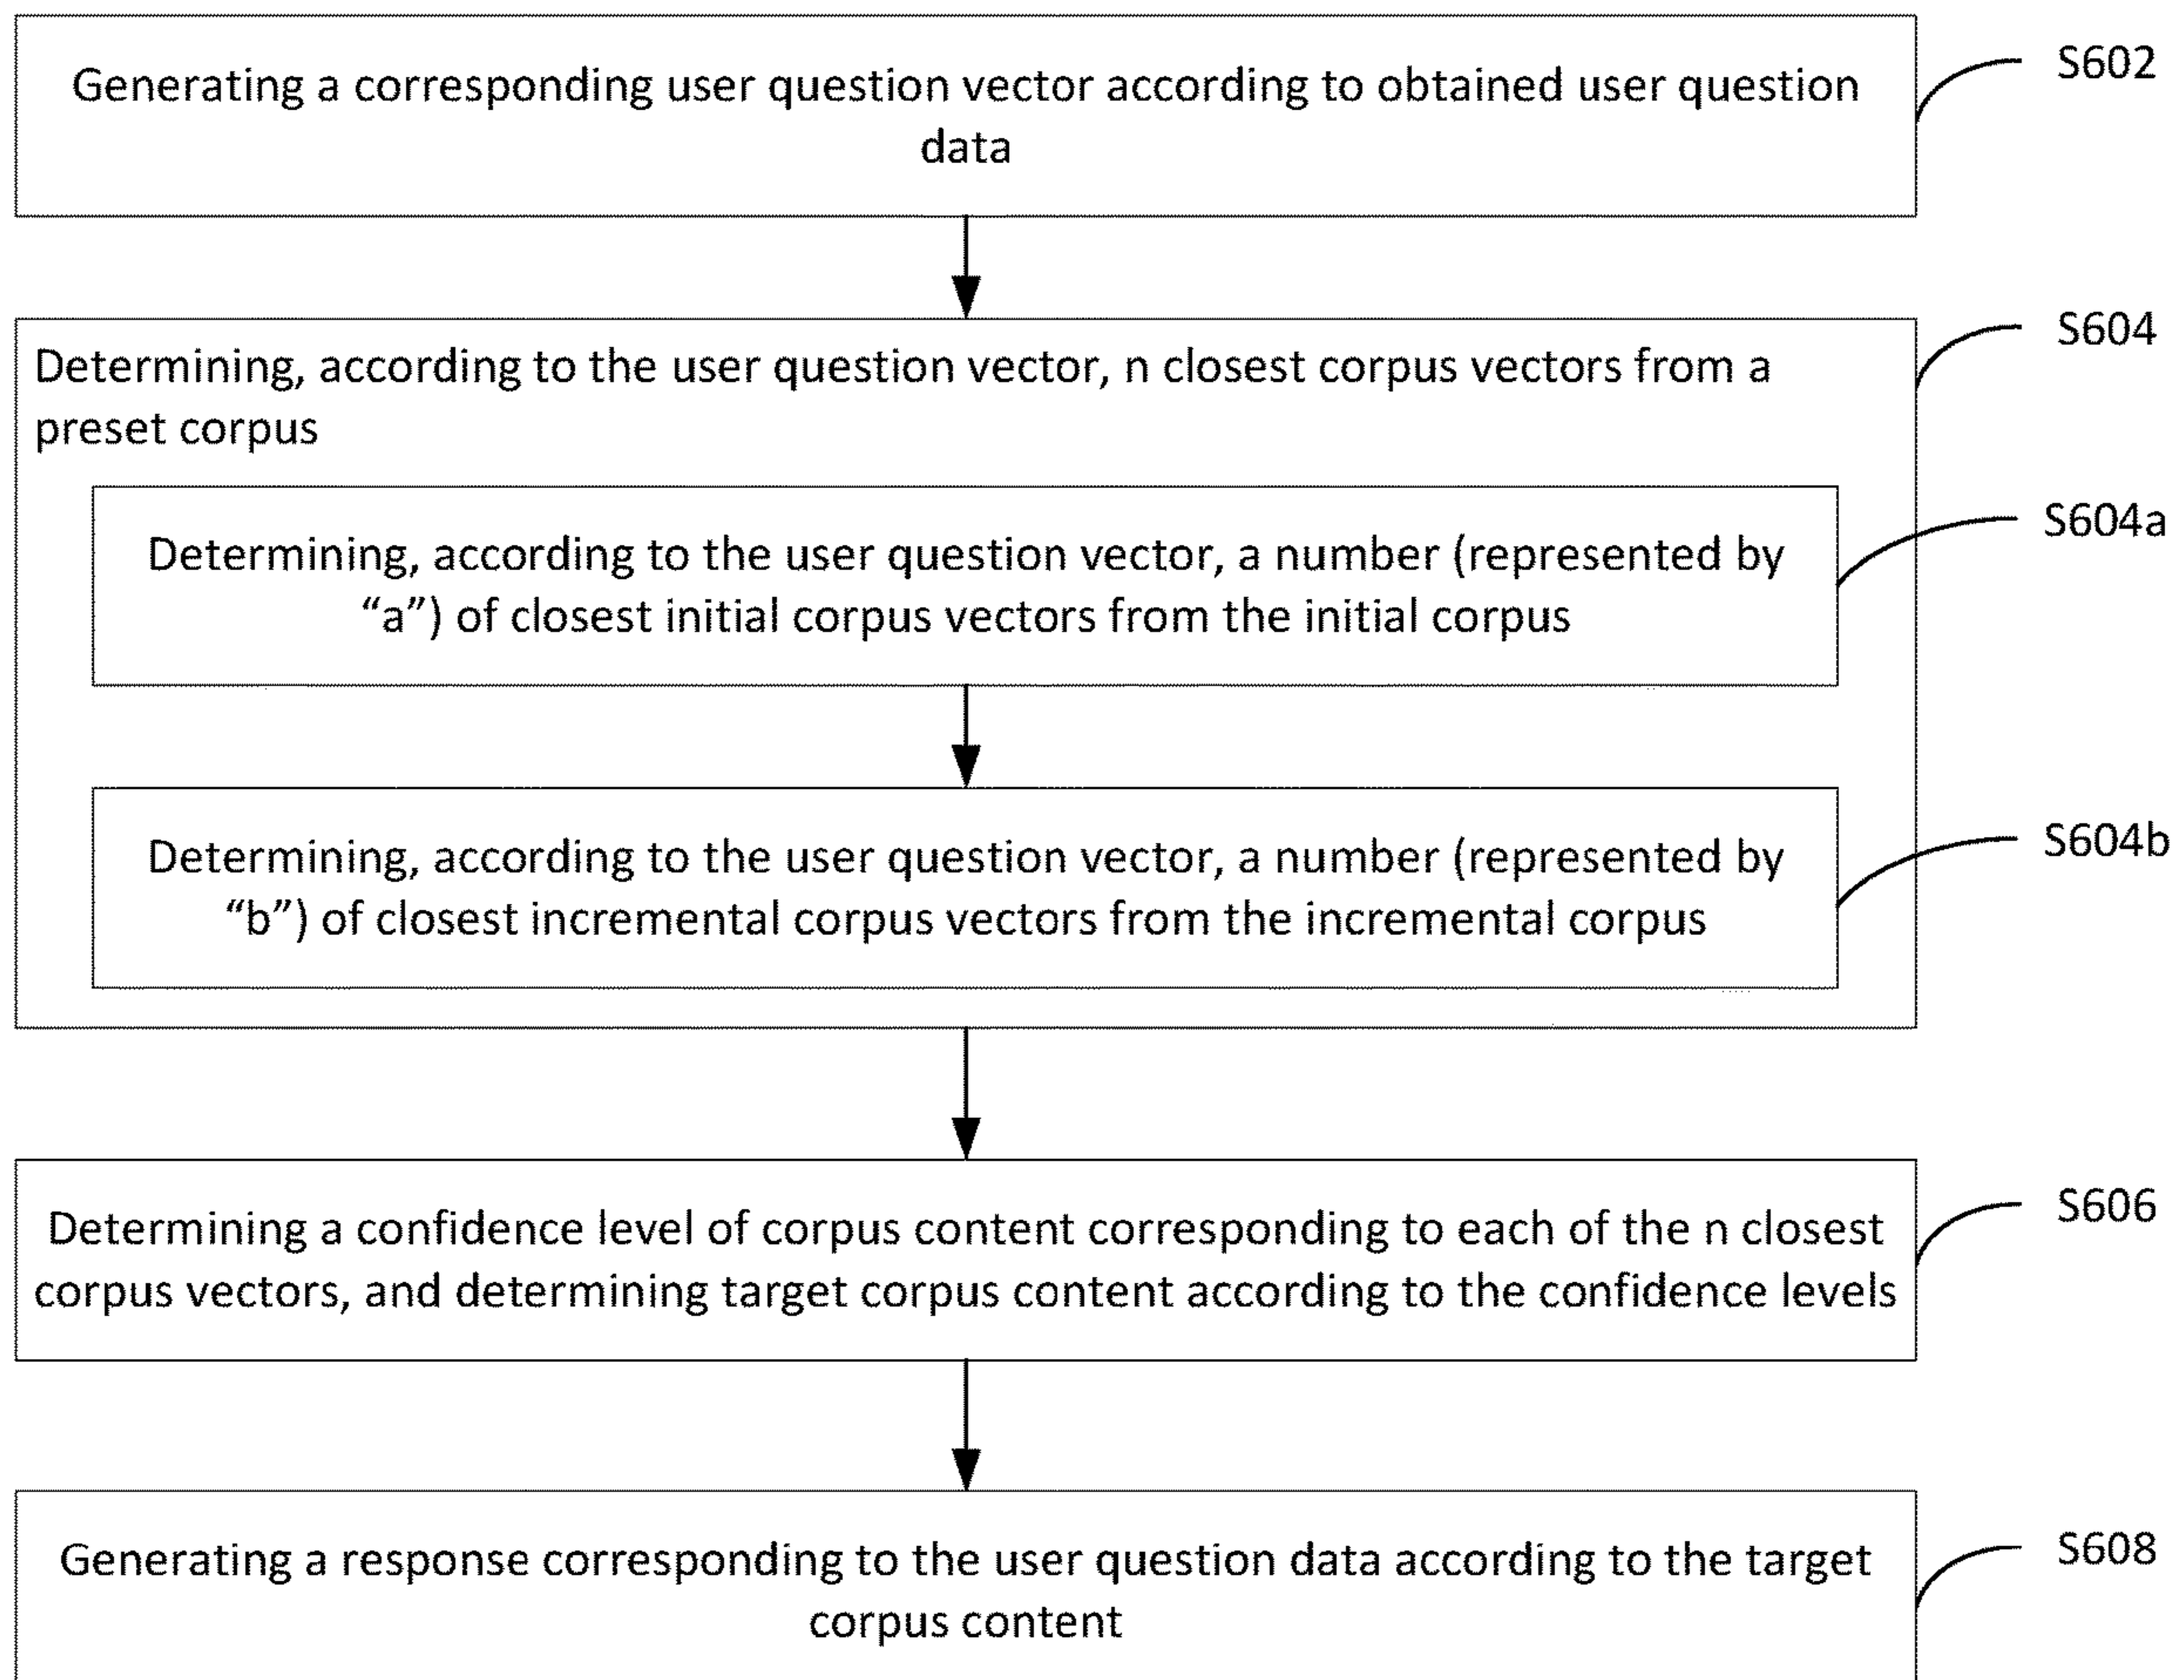 Generating a corresponding user question vector according to obtained user question
data
S602
Determining, according to the user question vector, n closest corpus vectors from a
preset corpus
S604
Determining, according to the user question vector, a number (represented by
“a”) of closest initial corpus vectors from the initial corpus
S604a
Determining, according to the user question vector, a number (represented by
“b”) of closest incremental corpus vectors from the incremental corpus
S604b
Determining a confidence level of corpus content corresponding to each of the n closest
corpus vectors, and determining target corpus content according to the confidence levels
S606
Generating a response corresponding to the user question data according to the target
corpus content
S608